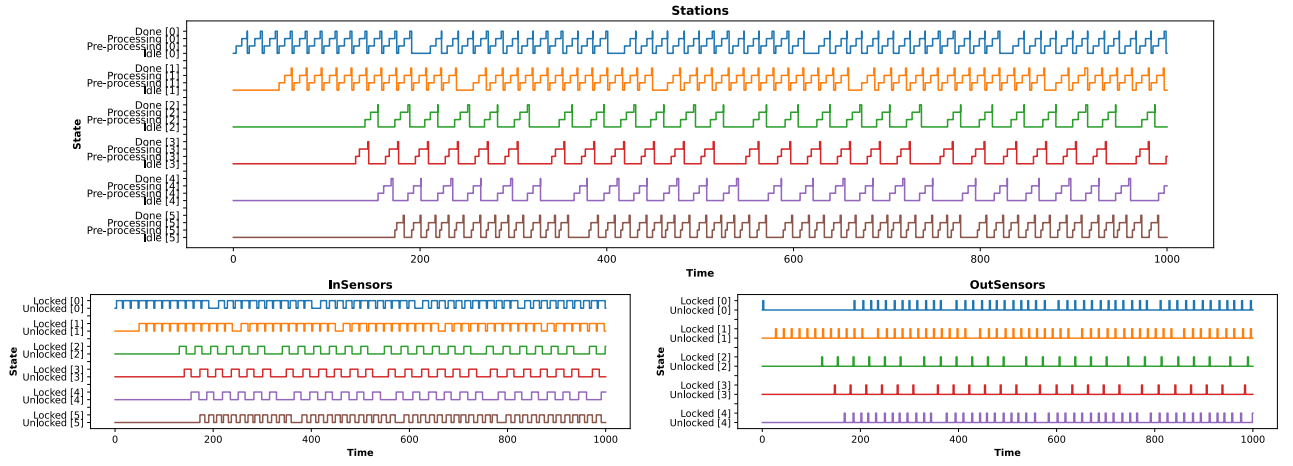 Stations
Done [0]
Processing [0]
Pre-processing [0]
Idle [0]
Done [1]
Processing [1]
Pre-processing [1]
Idle [1]
Done [2]
Processing [2]
Pre-processing [2]
Idle [2]
Done [3]
Processing [3]
Pre-processing [3]
Idle [3]
Done [4]
Processing [4]
Pre-processing [4]
Idle [4]
Done [5]
Processing [5]
Pre-processing [5]
Idle [5]
State
0 200 400 600 800 1000
Time
InSensors
Locked [0]
Unlocked [0]
Locked [1]
Unlocked [1]
Locked [2]
Unlocked [2]
Locked [3]
Unlocked [3]
Locked [4]
Unlocked [4]
Locked [5]
Unlocked [5]
State
0 200 400 600 800 1000
Time
OutSensors
Locked [0]
Unlocked [0]
Locked [1]
Unlocked [1]
Locked [2]
Unlocked [2]
Locked [3]
Unlocked [3]
Locked [4]
Unlocked [4]
State
0 200 400 600 800 1000
Time